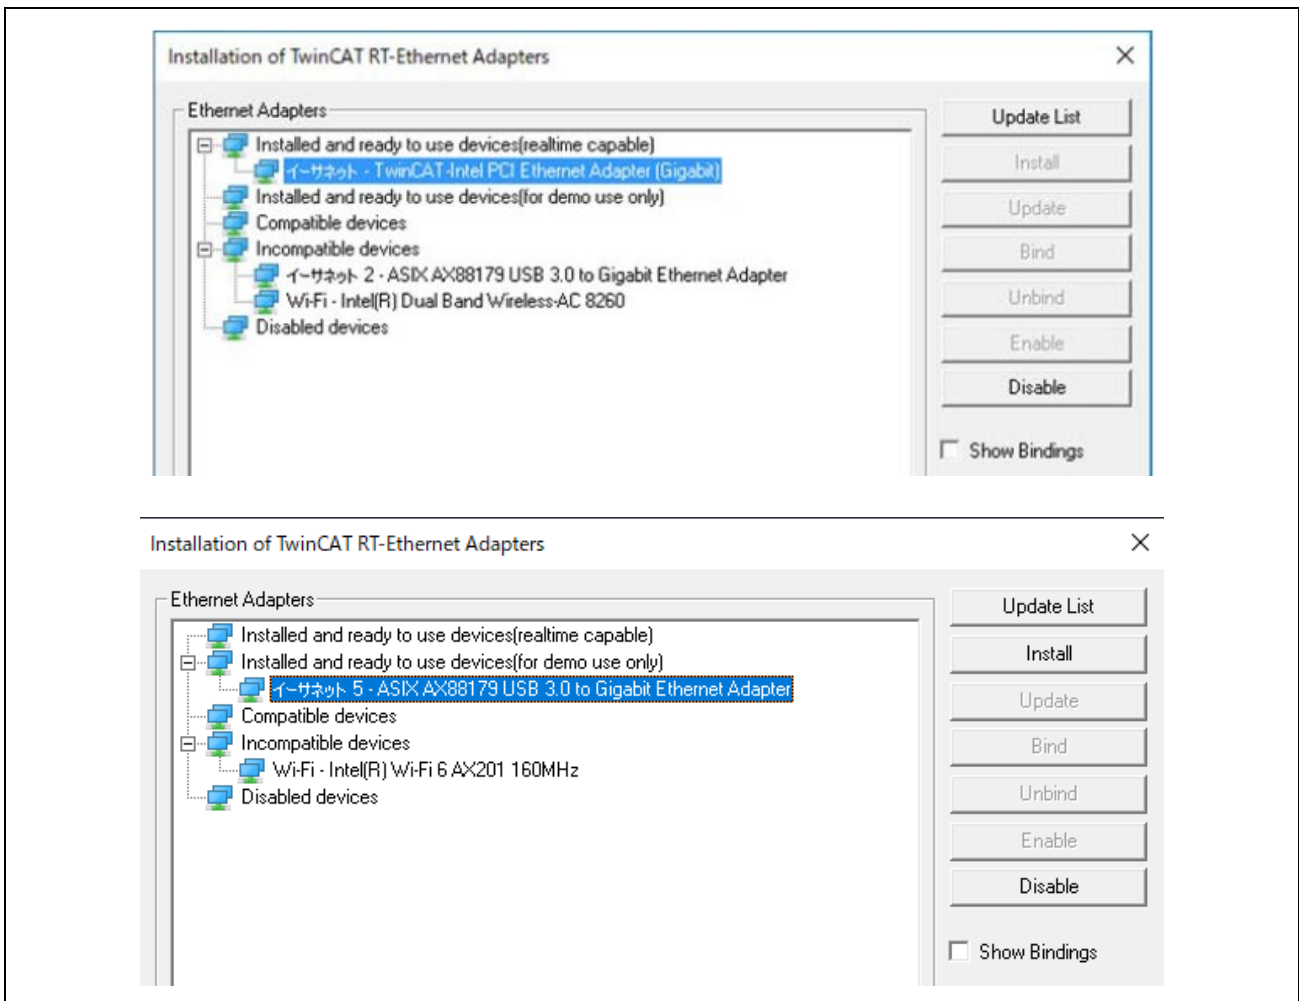 Installation of TwinCAT RT-Ethernet Adapters
Ethernet Adapters
Installed and ready to use devices(realtime capable)
イーサネット - TwinCAT-Intel PCI Ethernet Adapter (Gigabit)
Installed and ready to use devices(for demo use only)
Compatible devices
Incompatible devices
イーサネット 2 - ASIX AX88179 USB 3.0 to Gigabit Ethernet Adapter
Wi-Fi - Intel(R) Dual Band Wireless-AC 8260
Disabled devices
Update List
Install
Update
Bind
Unbind
Enable
Disable
Show Bindings
Installation of TwinCAT RT-Ethernet Adapters
Ethernet Adapters
Installed and ready to use devices(realtime capable)
Installed and ready to use devices(for demo use only)
イーサネット 5 - ASIX AX88179 USB 3.0 to Gigabit Ethernet Adapter
Compatible devices
Incompatible devices
Wi-Fi - Intel(R) Wi-Fi 6 AX201 160MHz
Disabled devices
Update List
Install
Update
Bind
Unbind
Enable
Disable
Show Bindings